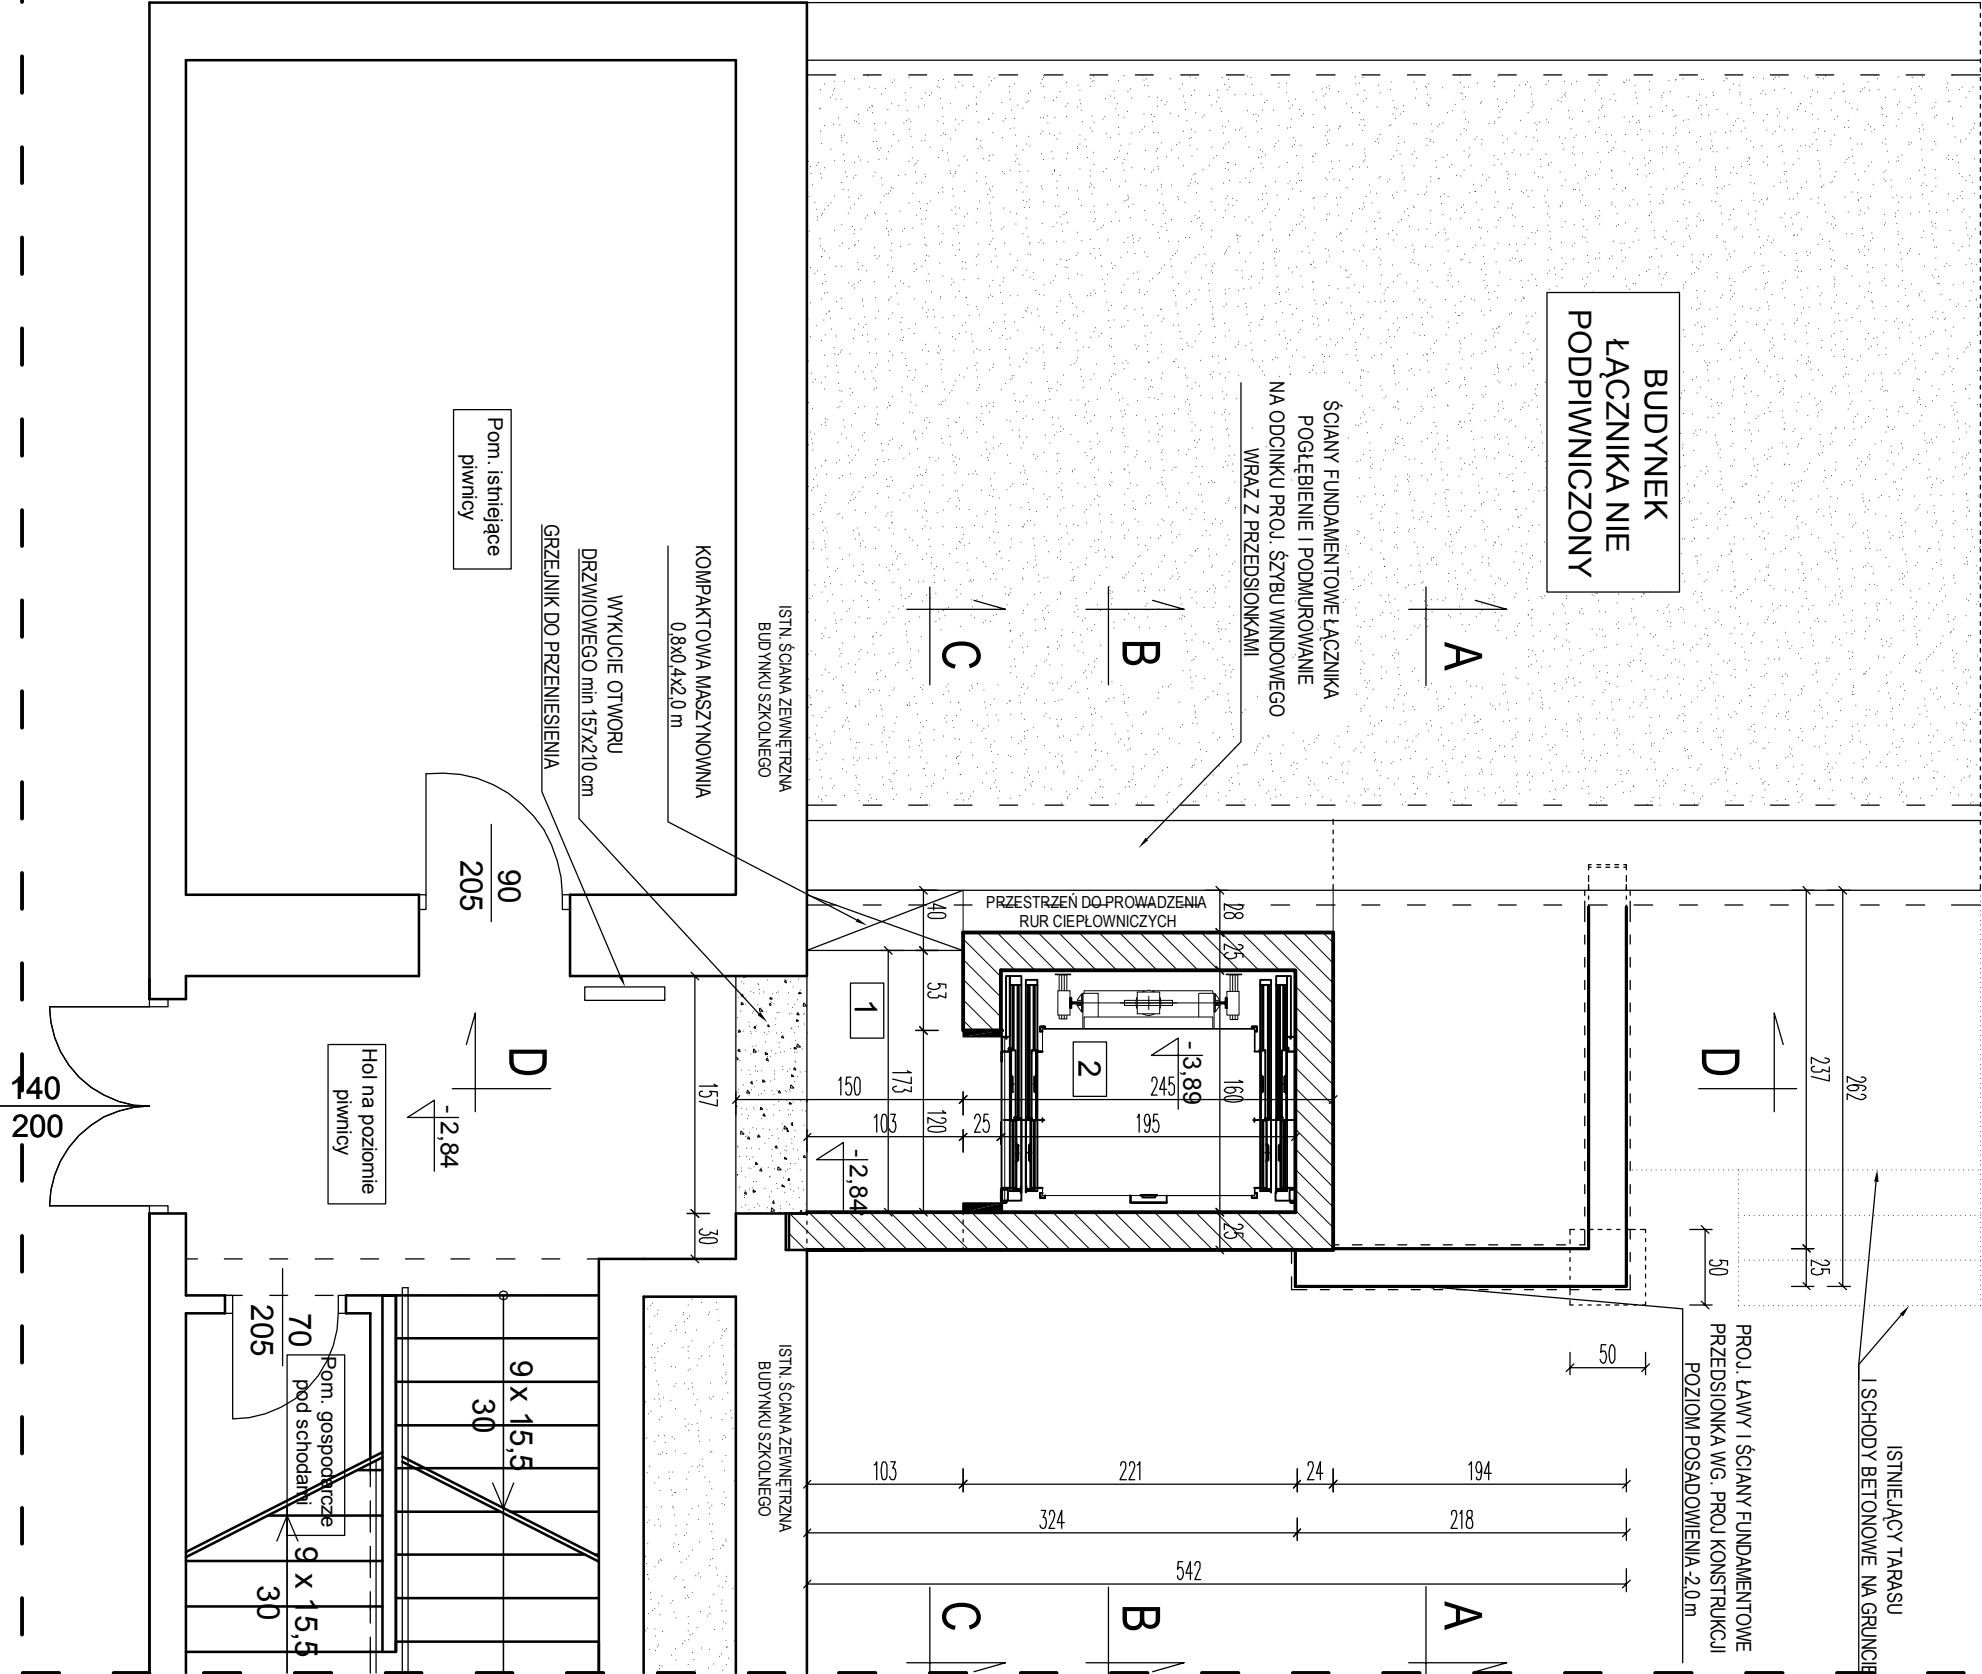 BUDYNEK
ŁĄCZNIKA NIE
PODPIWNICZONY
ŚCIANY FUNDAMENTOWE ŁĄCZNIKA
POGŁĘBIENIE I PODMUROWANIE
NA ODCINKU PROJ. SZYBU WINDOWEGO
WRAZ Z PRZEDSIONKAMI
Pom. istniejące
piwnicy
KOMPAKTOWA MASZYNOWNIA
0,8x0,4x2,0 m
WYKUCIE OTWORU
DRZWIOWEGO min 157x210 cm
GRZEJNIK DO PRZENIESIENIA
ISTN. ŚCIANA ZEWNĘTRZNA
BUDYNKU SZKOLNEGO
C
B
A
90
205
PRZESTRZEŃ DO PROWADZENIA
RUR CIEPŁOWNICZYCH
40
28
25
53
1
2
-3,89
173
120
160
157
150
245
103
25
195
-2,84
30
25
D
D
237
262
25
50
50
Hol na poziomie
piwnicy
-2,84
140
200
70
205
Pom. gospodarcze
pod schodami
9 x 15,5
30
9 x 15,5
30
ISTN. ŚCIANA ZEWNĘTRZNA
BUDYNKU SZKOLNEGO
PROJ. ŁAWY I ŚCIANY FUNDAMENTOWE
PRZEDSIONKA WG. PROJ KONSTRUKCJI
POZIOM POSADOWIENIA -2,0 m
ISTNIEJĄCY TARASU
I SCHODY BETONOWE NA GRUNCIE
103
221
24
194
324
218
542
C
B
A